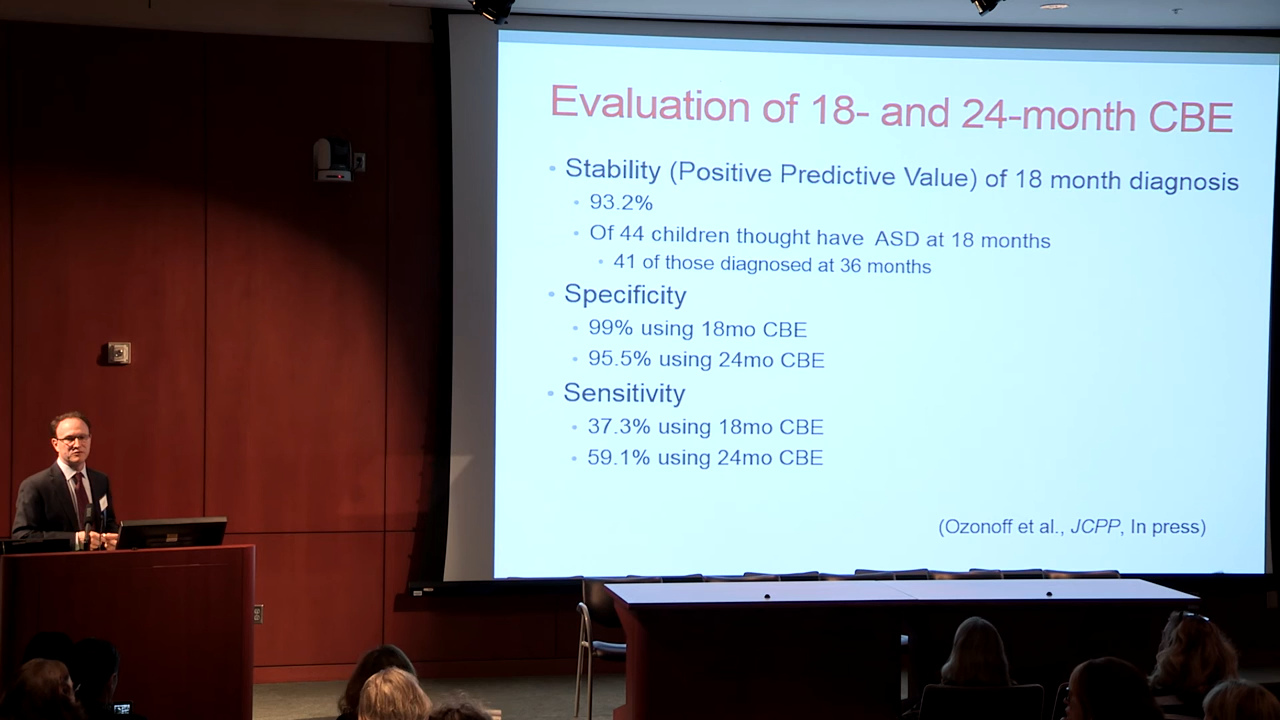 Evaluation of 18- and 24-month CBE
• Stability (Positive Predictive Value) of 18 month diagnosis
• 93.2%
• Of 44 children thought have ASD at 18 months
• 41 of those diagnosed at 36 months
• Specificity
• 99% using 18mo CBE
• 95.5% using 24mo CBE
• Sensitivity
• 37.3% using 18mo CBE
• 59.1% using 24mo CBE
(Ozonoff et al., JCPP, In press)